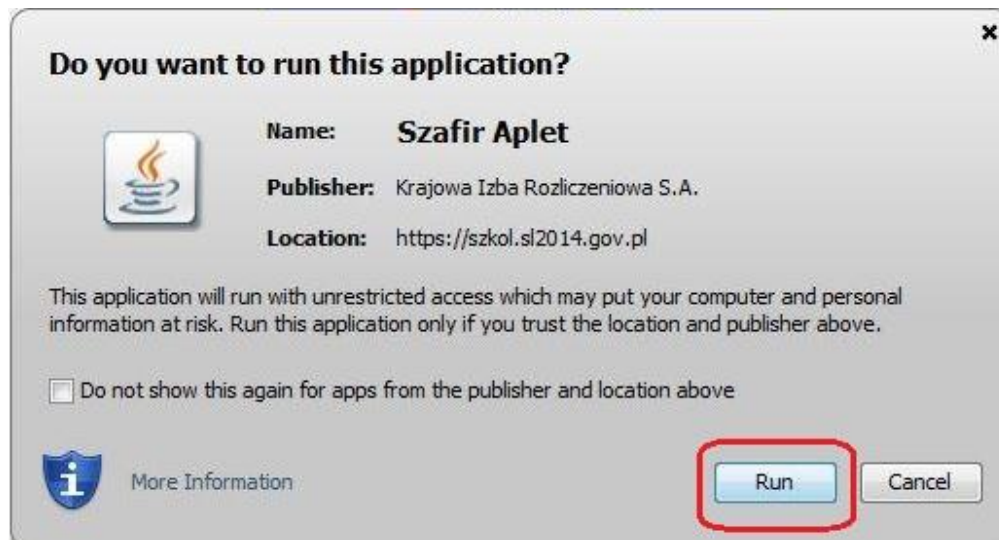 Do you want to run this application?
Name: Szafir Aplet
Publisher: Krajowa Izba Rozliczeniowa S.A.
Location: https://szkol.sl2014.gov.pl
This application will run with unrestricted access which may put your computer and personal
information at risk. Run this application only if you trust the location and publisher above.
Do not show this again for apps from the publisher and location above
More Information
Run Cancel